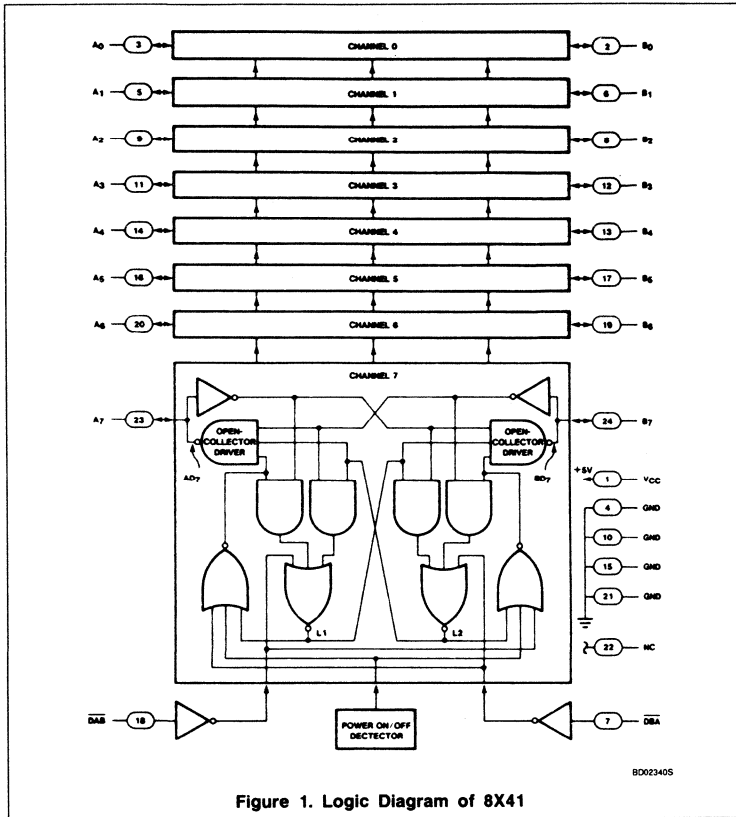 A0 3 CHANNEL 0 2 B0
A1 5 CHANNEL 1 6 B1
A2 9 CHANNEL 2 8 B2
A3 11 CHANNEL 3 12 B3
A4 14 CHANNEL 4 13 B4
A5 16 CHANNEL 5 17 B5
A6 20 CHANNEL 6 19 B6
CHANNEL 7
A7 23 24 B7
OPEN-
COLLECTOR
DRIVER
OPEN-
COLLECTOR
DRIVER
AD7
BD7
+5V
1 VCC
4 GND
10 GND
15 GND
21 GND
22 NC
L1
L2
DAB 18
POWER ON/OFF
DECTECTOR
7 DBA
BD02340S
Figure 1. Logic Diagram of 8X41